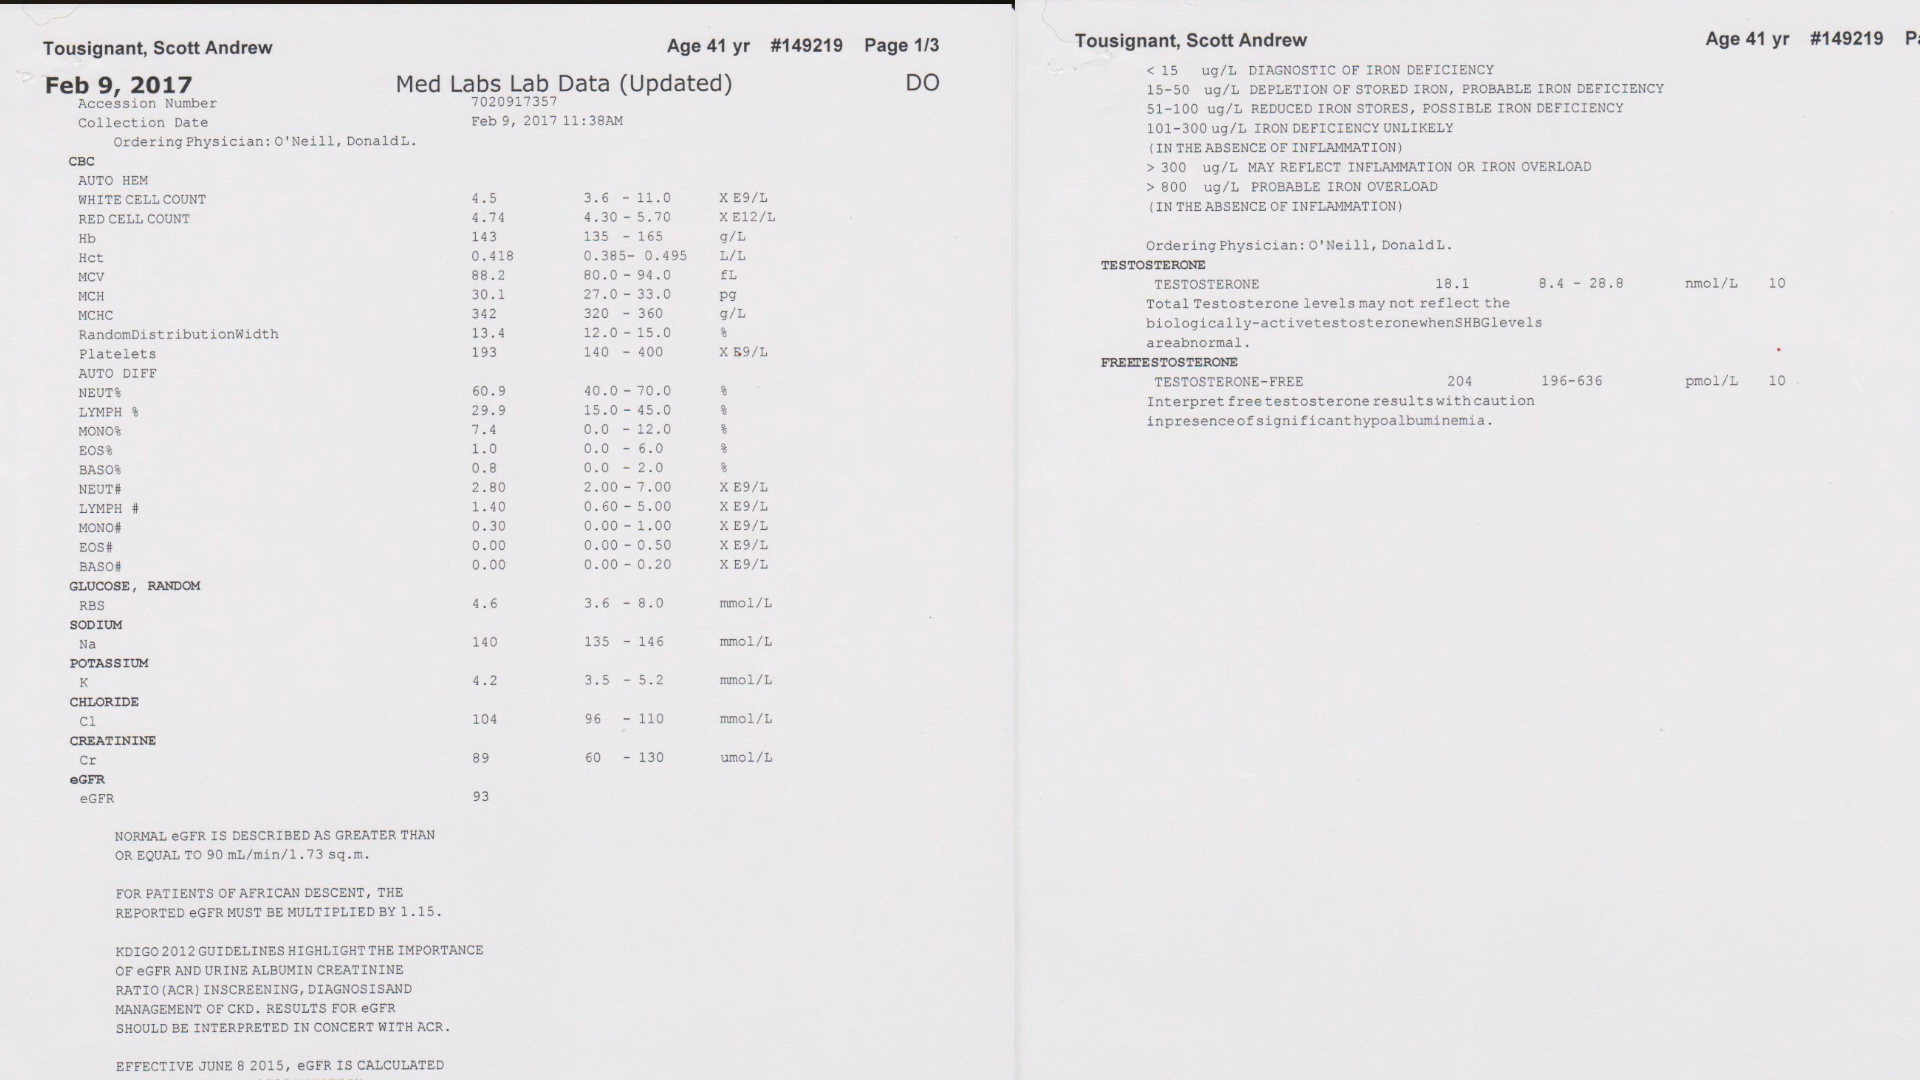 Tousignant, Scott Andrew Age 41 yr #149219 Page 1/3
Feb 9, 2017 Med Labs Lab Data (Updated) DO
Accession Number 7020917357
Collection Date Feb 9, 2017 11:38AM
Ordering Physician: O'Neill, Donald L.
CBC
AUTO HEM
WHITE CELL COUNT 4.5 3.6 - 11.0 X E9/L
RED CELL COUNT 4.74 4.30 - 5.70 X E12/L
Hb 143 135 - 165 g/L
Hct 0.418 0.385- 0.495 L/L
MCV 88.2 80.0 - 94.0 fL
MCH 30.1 27.0 - 33.0 pg
MCHC 342 320 - 360 g/L
RandomDistributionWidth 13.4 12.0 - 15.0 %
Platelets 193 140 - 400 X E9/L
AUTO DIFF
NEUT% 60.9 40.0 - 70.0 %
LYMPH % 29.9 15.0 - 45.0 %
MONO% 7.4 0.0 - 12.0 %
EOS% 1.0 0.0 - 6.0 %
BASO% 0.8 0.0 - 2.0 %
NEUT# 2.80 2.00 - 7.00 X E9/L
LYMPH # 1.40 0.60 - 5.00 X E9/L
MONO# 0.30 0.00 - 1.00 X E9/L
EOS# 0.00 0.00 - 0.50 X E9/L
BASO# 0.00 0.00 - 0.20 X E9/L
GLUCOSE, RANDOM
RBS 4.6 3.6 - 8.0 mmol/L
SODIUM
Na 140 135 - 146 mmol/L
POTASSIUM
K 4.2 3.5 - 5.2 mmol/L
CHLORIDE
Cl 104 96 - 110 mmol/L
CREATININE
Cr 89 60 - 130 umol/L
eGFR
eGFR 93
NORMAL eGFR IS DESCRIBED AS GREATER THAN
OR EQUAL TO 90 mL/min/1.73 sq.m.
FOR PATIENTS OF AFRICAN DESCENT, THE
REPORTED eGFR MUST BE MULTIPLIED BY 1.15.
KDIGO 2012 GUIDELINES HIGHLIGHT THE IMPORTANCE
OF eGFR AND URINE ALBUMIN CREATININE
RATIO (ACR) IN SCREENING, DIAGNOSIS AND
MANAGEMENT OF CKD. RESULTS FOR eGFR
SHOULD BE INTERPRETED IN CONCERT WITH ACR.
EFFECTIVE JUNE 8 2015, eGFR IS CALCULATED
Tousignant, Scott Andrew Age 41 yr #149219
< 15 ug/L DIAGNOSTIC OF IRON DEFICIENCY
15-50 ug/L DEPLETION OF STORED IRON, PROBABLE IRON DEFICIENCY
51-100 ug/L REDUCED IRON STORES, POSSIBLE IRON DEFICIENCY
101-300 ug/L IRON DEFICIENCY UNLIKELY
(IN THE ABSENCE OF INFLAMMATION)
> 300 ug/L MAY REFLECT INFLAMMATION OR IRON OVERLOAD
> 800 ug/L PROBABLE IRON OVERLOAD
(IN THE ABSENCE OF INFLAMMATION)
Ordering Physician: O'Neill, Donald L.
TESTOSTERONE
TESTOSTERONE 18.1 8.4 - 28.8 nmol/L 10
Total Testosterone levels may not reflect the
biologically-active testosterone when SHBG levels
are abnormal.
FREE TESTOSTERONE
TESTOSTERONE-FREE 204 196-636 pmol/L 10
Interpret free testosterone results with caution
in presence of significant hypoalbuminemia.